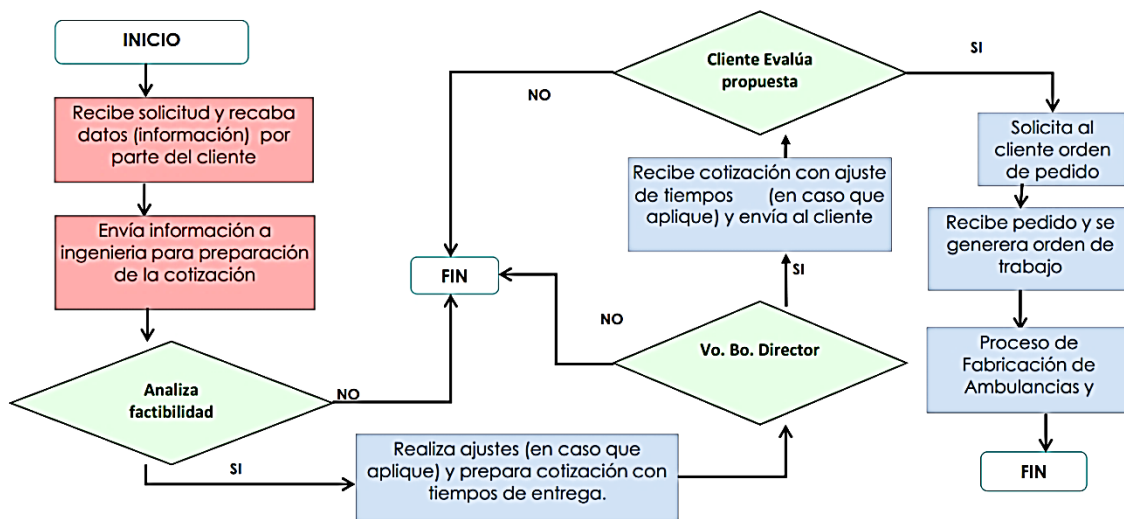 INICIO
Recibe solicitud y recaba
datos (información) por
parte del cliente
Envía información a
ingenieria para preparación
de la cotización
Analiza
factibilidad
NO
SI
Realiza ajustes (en caso que
aplique) y prepara cotización con
tiempos de entrega.
Vo. Bo. Director
NO
SI
FIN
Recibe cotización con ajuste
de tiempos (en caso que
aplique) y envía al cliente
Cliente Evalúa
propuesta
NO
SI
Solicita al
cliente orden
de pedido
Recibe pedido y se
generera orden de
trabajo
Proceso de
Fabricación de
Ambulancias y
FIN